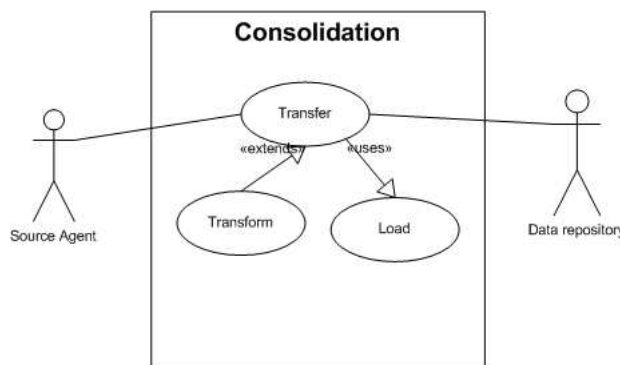 Consolidation
Transfer
«extends»
«uses»
Transform
Load
Source Agent
Data repository